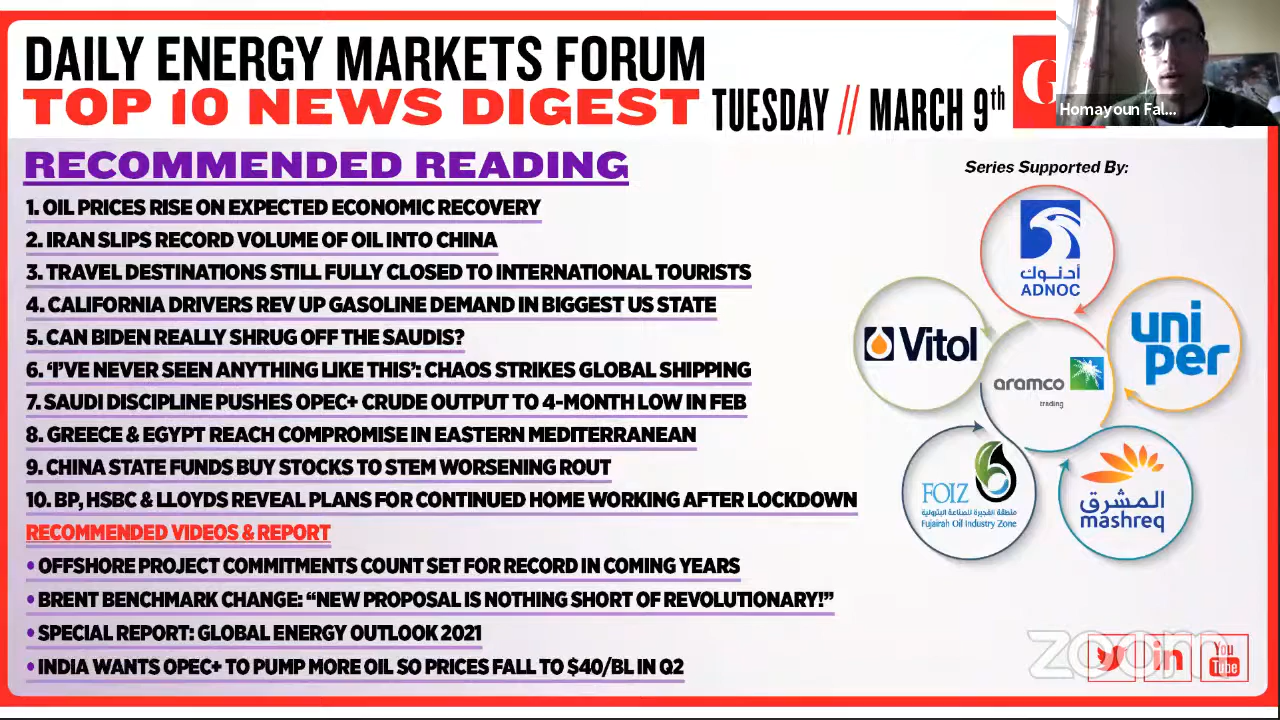 DAILY ENERGY MARKETS FORUM
TOP 10 NEWS DIGEST
TUESDAY // MARCH 9th
Homayoun Fal...
RECOMMENDED READING
1. OIL PRICES RISE ON EXPECTED ECONOMIC RECOVERY
2. IRAN SLIPS RECORD VOLUME OF OIL INTO CHINA
3. TRAVEL DESTINATIONS STILL FULLY CLOSED TO INTERNATIONAL TOURISTS
4. CALIFORNIA DRIVERS REV UP GASOLINE DEMAND IN BIGGEST US STATE
5. CAN BIDEN REALLY SHRUG OFF THE SAUDIS?
6. ‘I’VE NEVER SEEN ANYTHING LIKE THIS’: CHAOS STRIKES GLOBAL SHIPPING
7. SAUDI DISCIPLINE PUSHES OPEC+ CRUDE OUTPUT TO 4-MONTH LOW IN FEB
8. GREECE & EGYPT REACH COMPROMISE IN EASTERN MEDITERRANEAN
9. CHINA STATE FUNDS BUY STOCKS TO STEM WORSENING ROUT
10. BP, HSBC & LLOYDS REVEAL PLANS FOR CONTINUED HOME WORKING AFTER LOCKDOWN
RECOMMENDED VIDEOS & REPORT
• OFFSHORE PROJECT COMMITMENTS COUNT SET FOR RECORD IN COMING YEARS
• BRENT BENCHMARK CHANGE: “NEW PROPOSAL IS NOTHING SHORT OF REVOLUTIONARY!”
• SPECIAL REPORT: GLOBAL ENERGY OUTLOOK 2021
• INDIA WANTS OPEC+ TO PUMP MORE OIL SO PRICES FALL TO $40/BL IN Q2
Series Supported By:
أدنوك
ADNOC
Vitol
uni
per
aramco
trading
FOIZ
منطقة الفجيرة للصناعة البترولية
Fujairah Oil Industry Zone
المشرق
mashreq
zoom
in
You
Tube